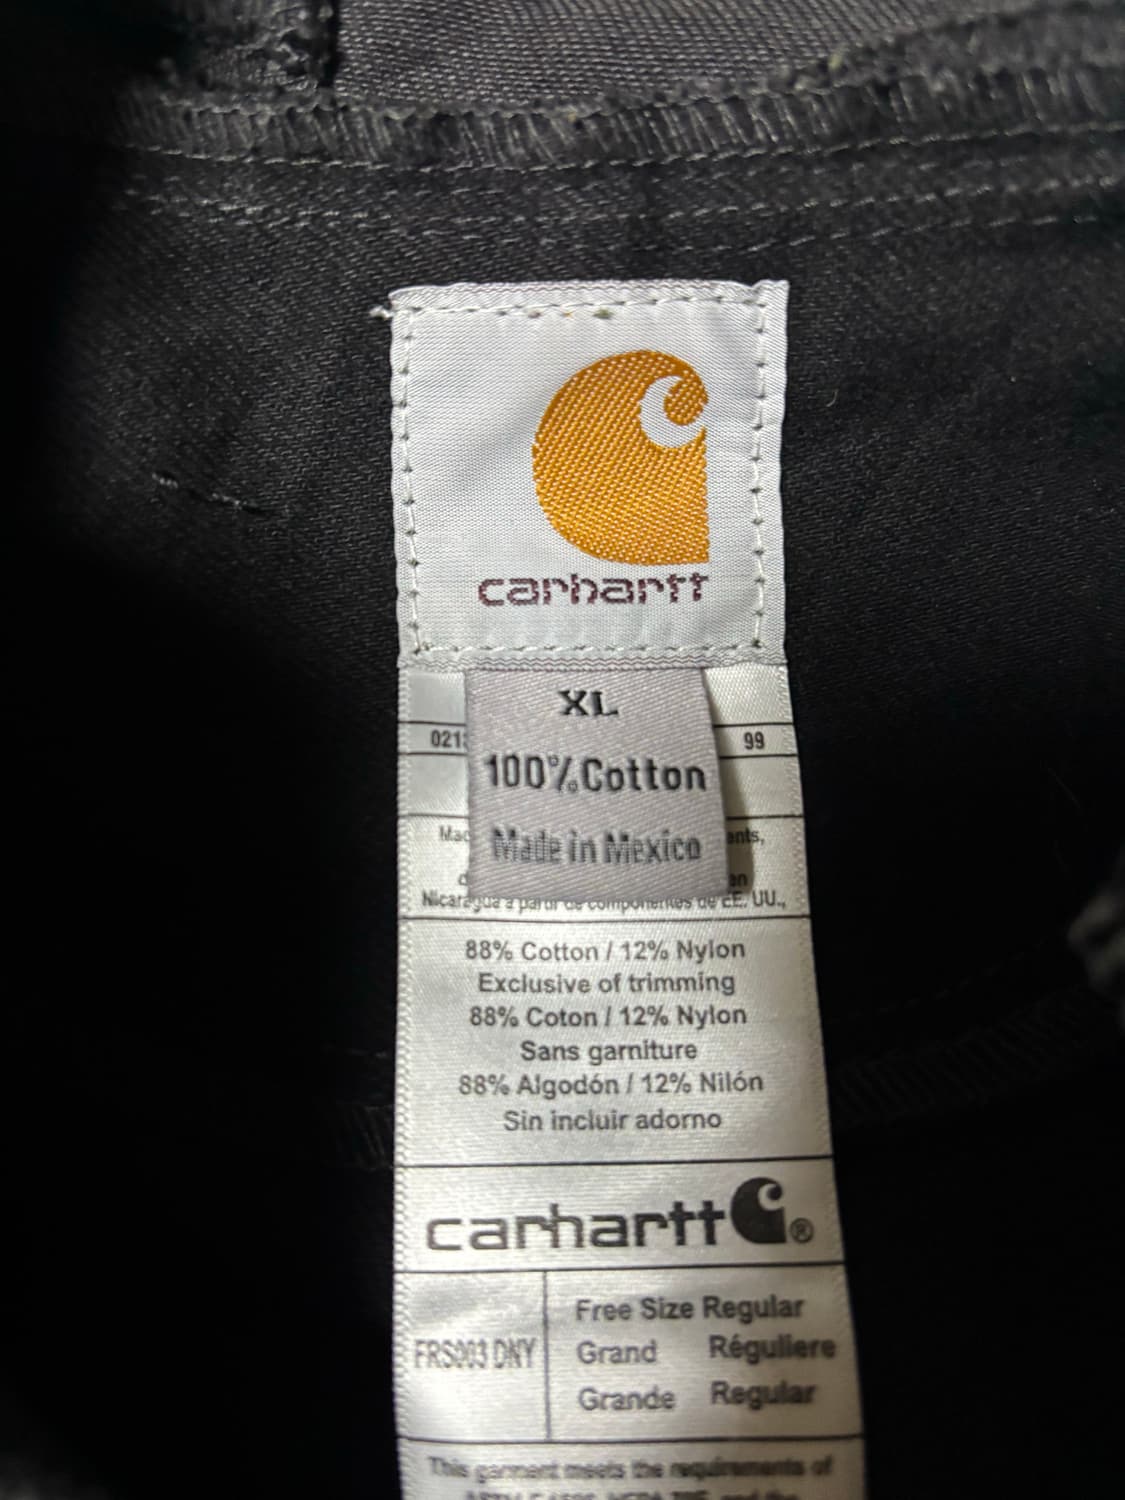 carhartt
XL
0213 99
100% Cotton
Made in Mexico
ents,
Nicaragua a partir de componentes de EE. UU.,
88% Cotton / 12% Nylon
Exclusive of trimming
88% Coton / 12% Nylon
Sans garniture
88% Algodón / 12% Nilón
Sin incluir adorno
carhartt®
Free Size Regular
FRS003 DNY Grand Réguliere
Grande Regular
This garment meets the requirements of